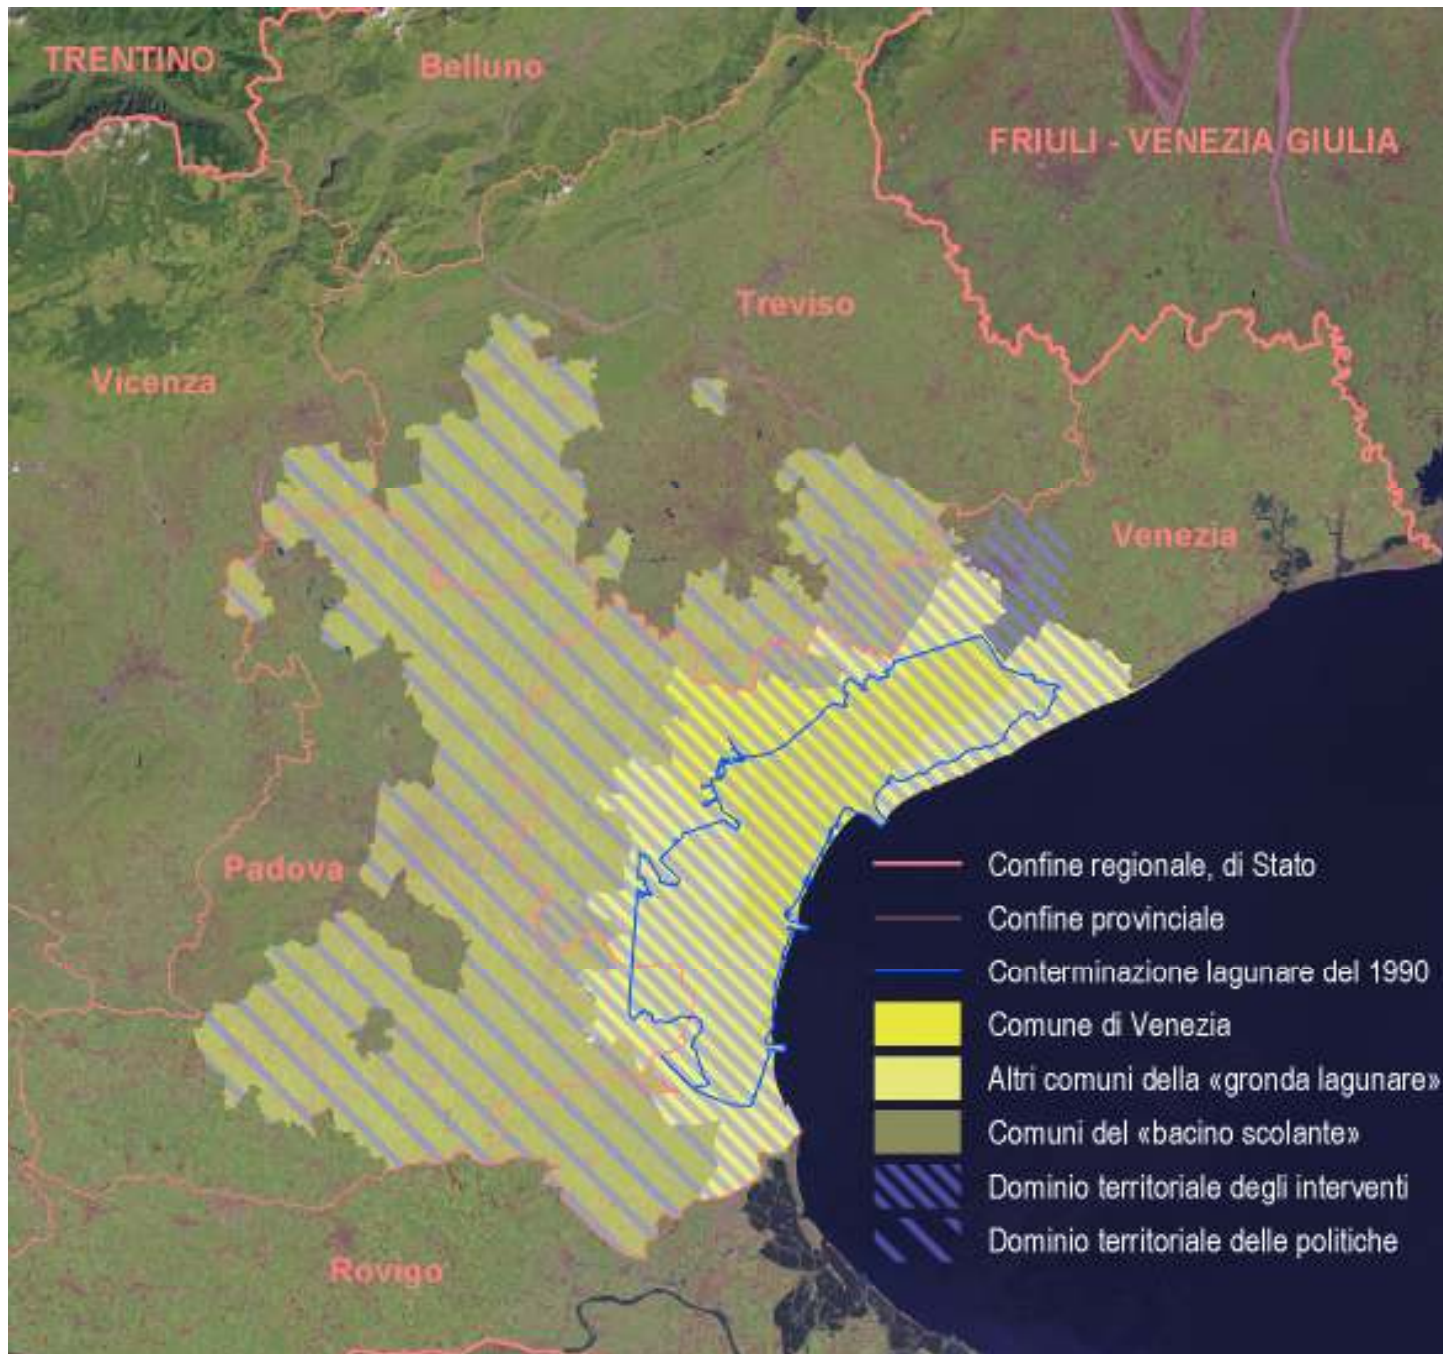 TRENTINO
Belluno
FRIULI - VENEZIA GIULIA
Treviso
Vicenza
Venezia
Padova
Rovigo
Confine regionale, di Stato
Confine provinciale
Conterminazione lagunare del 1990
Comune di Venezia
Altri comuni della «gronda lagunare»
Comuni del «bacino scolante»
Dominio territoriale degli interventi
Dominio territoriale delle politiche